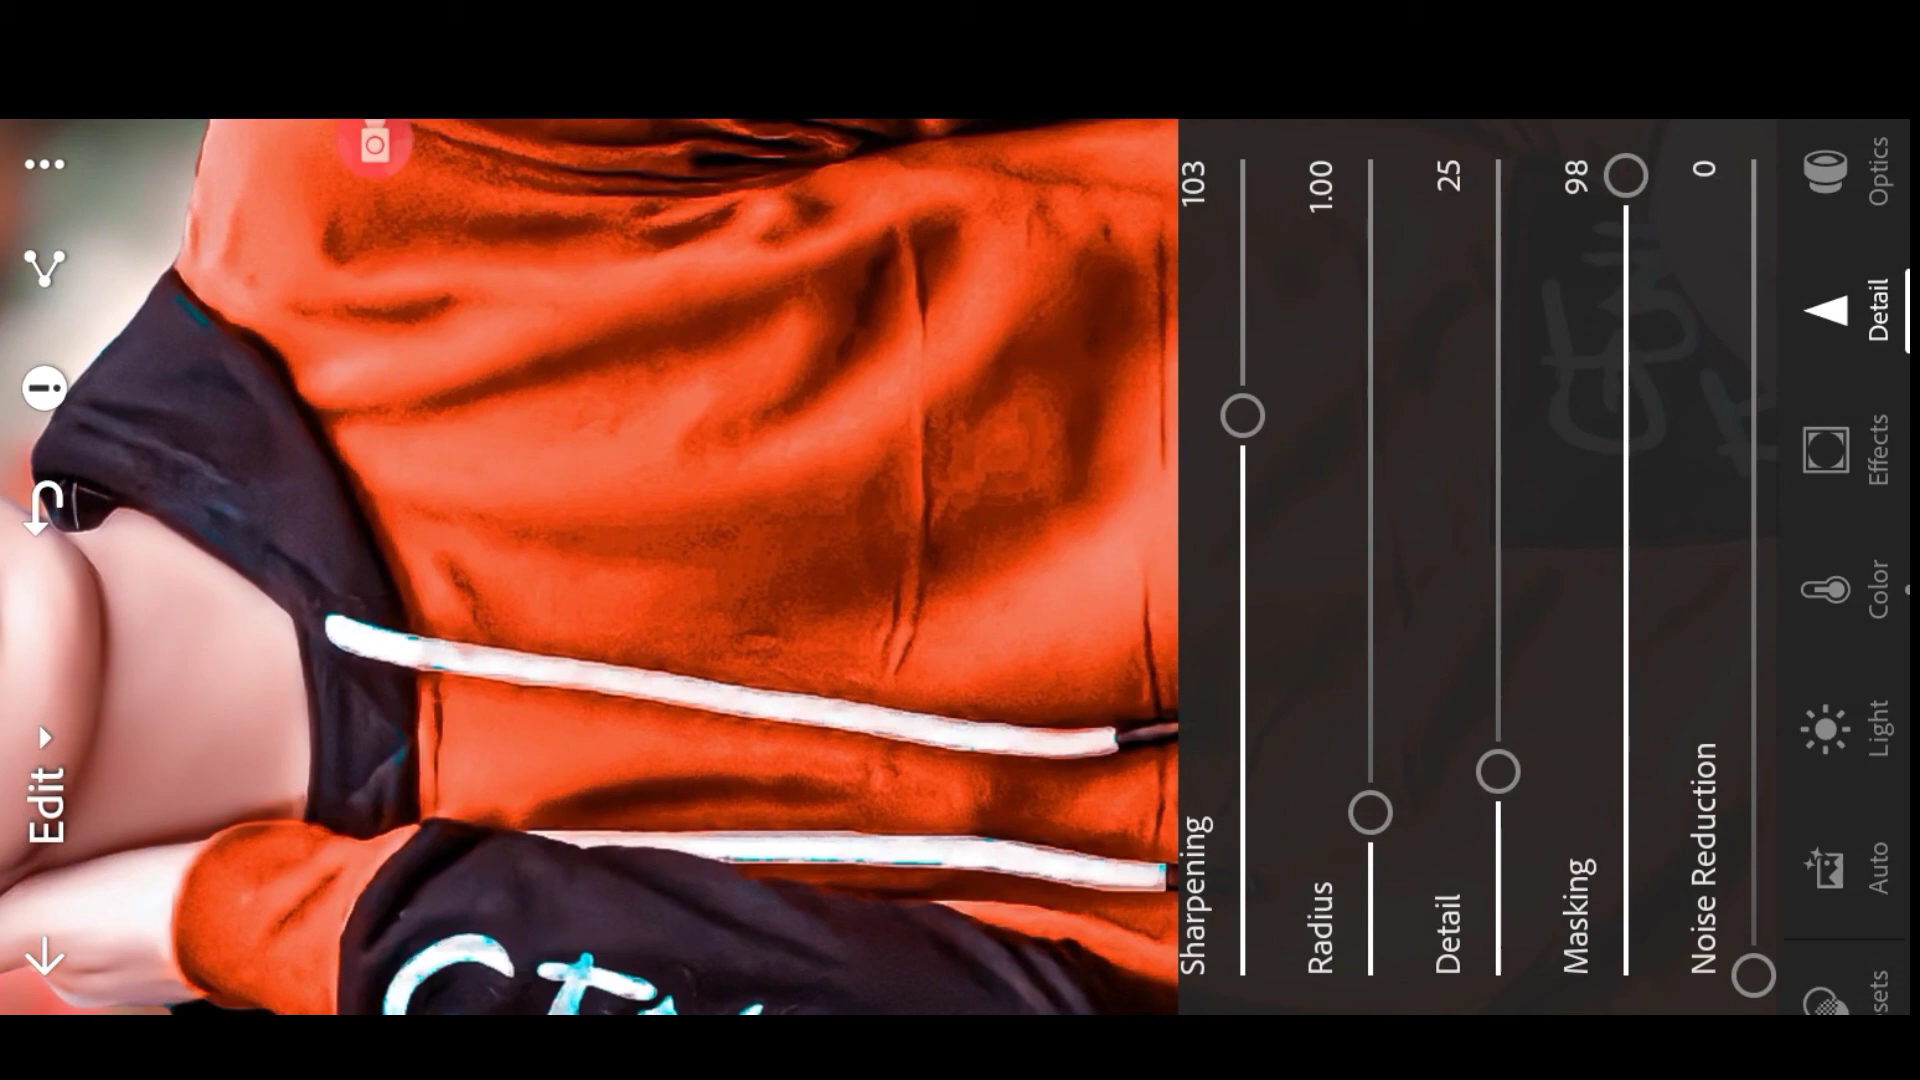 Edit
Sharpening 103
Radius 1.00
Detail 25
Masking 98
Noise Reduction 0
sets Auto Light Color Effects Detail Optics